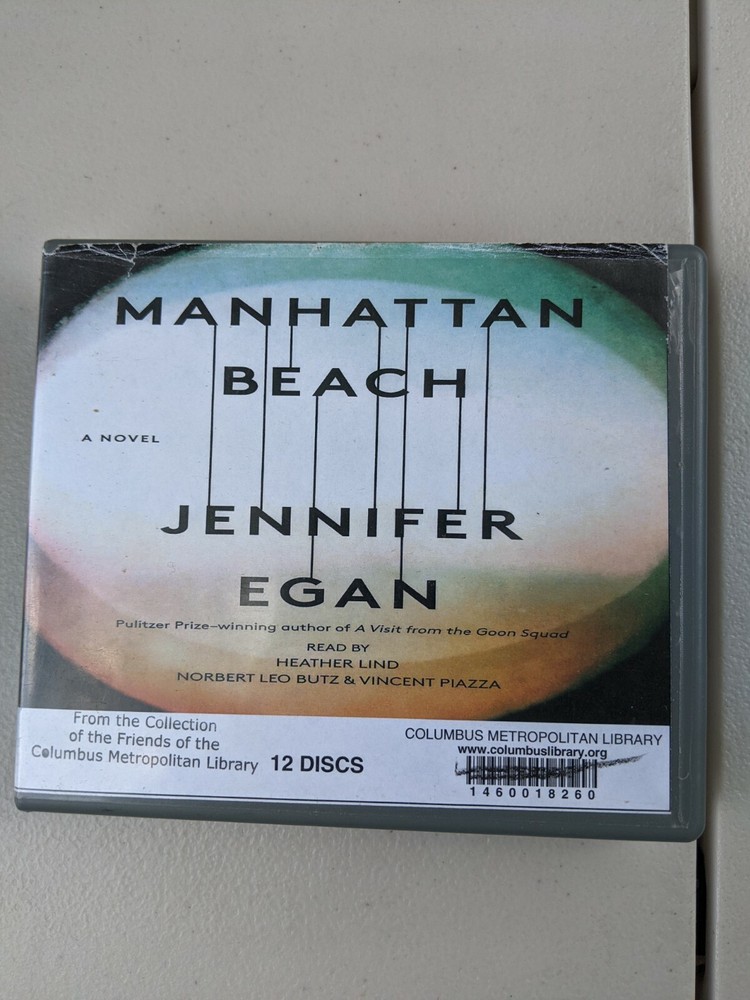 MANHATTAN
BEACH
A NOVEL
JENNIFER
EGAN
Pulitzer Prize–winning author of A Visit from the Goon Squad
READ BY
HEATHER LIND
NORBERT LEO BUTZ & VINCENT PIAZZA
From the Collection
of the Friends of the
Columbus Metropolitan Library
12 DISCS
COLUMBUS METROPOLITAN LIBRARY
www.columbuslibrary.org
1460018260